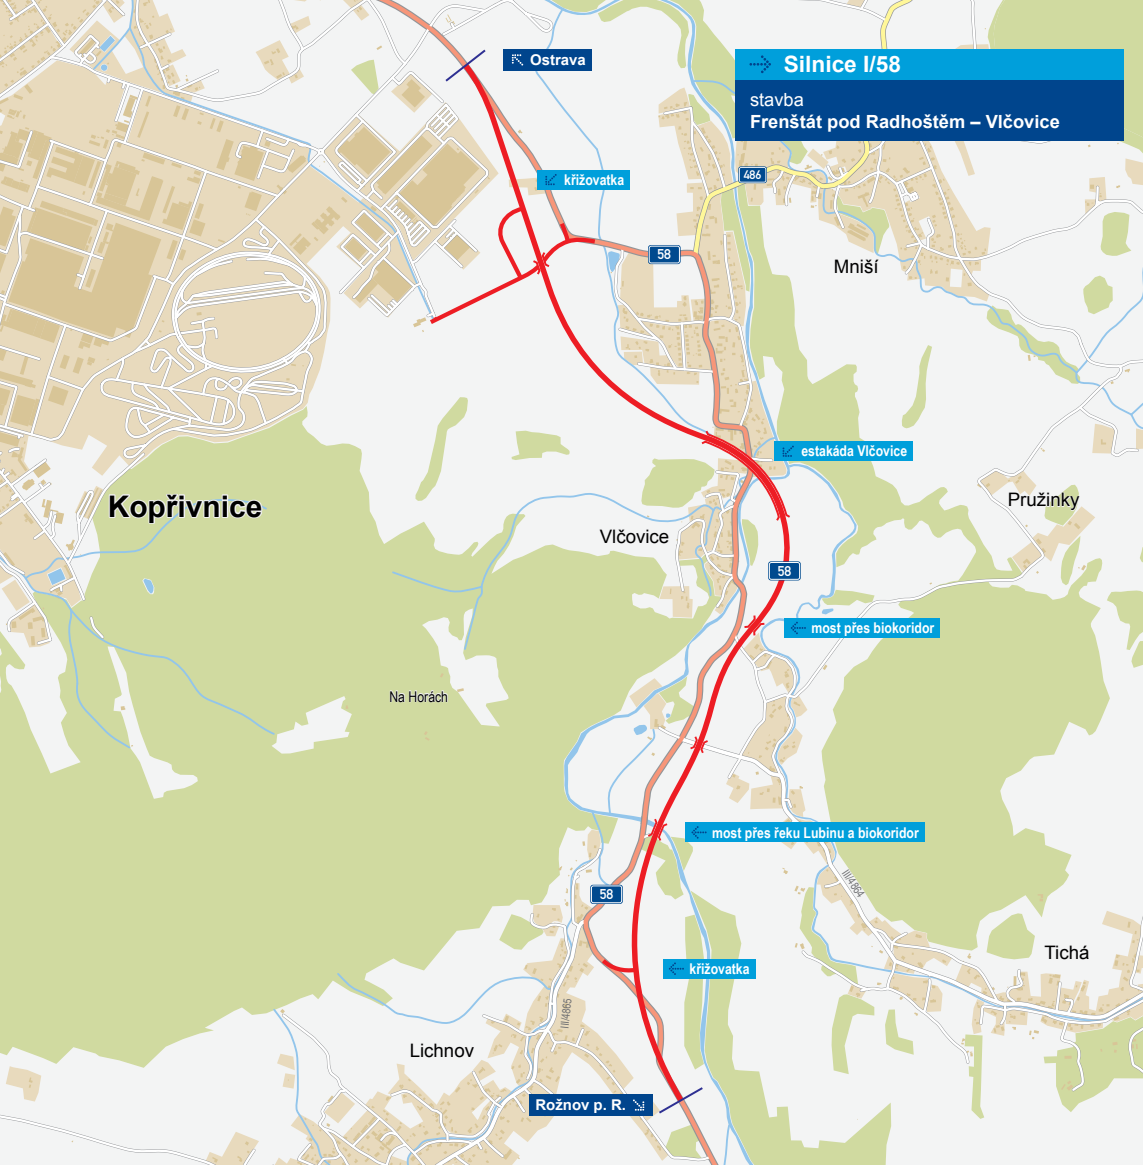 Ostrava
Silnice I/58
stavba
Frenštát pod Radhoštěm – Vlčovice
křižovatka
486
58
Mniší
estakáda Vlčovice
Kopřivnice
Pružinky
Vlčovice
58
most přes biokoridor
Na Horách
most přes řeku Lubinu a biokoridor
58
III/4864
Tichá
křižovatka
III/4865
Lichnov
Rožnov p. R.